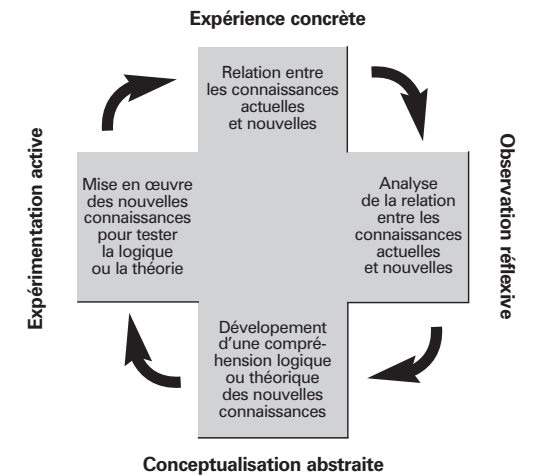 Expérience concrète
Relation entre
les connaissances
actuelles
et nouvelles
Expérimentation active
Mise en œuvre
des nouvelles
connaissances
pour tester
la logique
ou la théorie
Analyse
de la relation
entre les
connaissances
actuelles
et nouvelles
Observation réflexive
Dévelopement
d'une compré-
hension logique
ou théorique
des nouvelles
connaissances
Conceptualisation abstraite